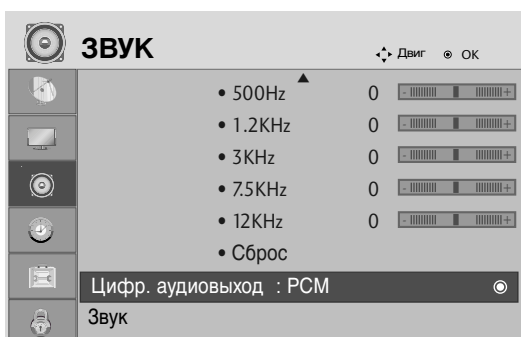 ЗВУК
Двиг OK
• 500Hz 0 - +
• 1.2KHz 0 - +
• 3KHz 0 - +
• 7.5KHz 0 - +
• 12KHz 0 - +
• Сброс
Цифр. аудиовыход : PCM
Звук